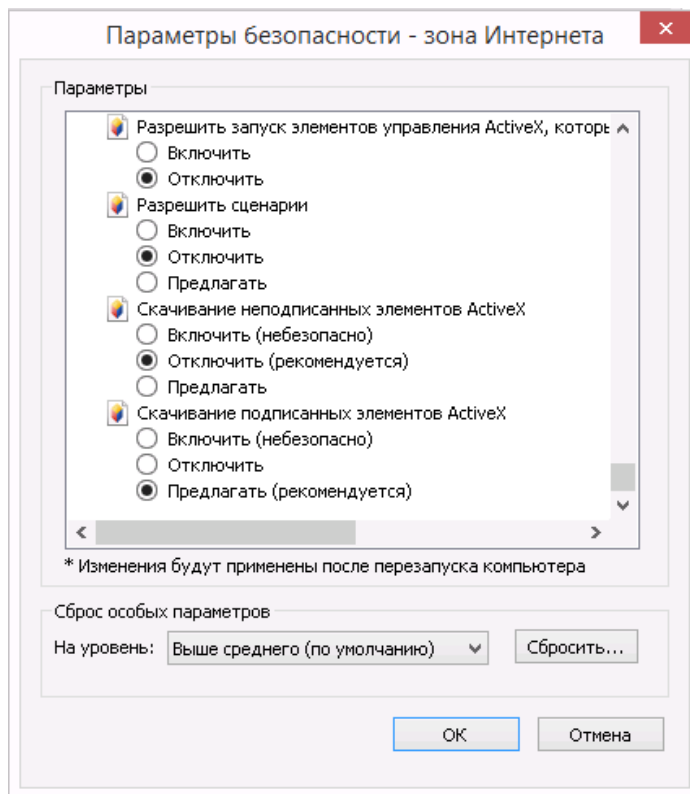 Параметры безопасности - зона Интернета
Параметры
Разрешить запуск элементов управления ActiveX, которы
Включить
Отключить
Разрешить сценарии
Включить
Отключить
Предлагать
Скачивание неподписанных элементов ActiveX
Включить (небезопасно)
Отключить (рекомендуется)
Предлагать
Скачивание подписанных элементов ActiveX
Включить (небезопасно)
Отключить
Предлагать (рекомендуется)
* Изменения будут применены после перезапуска компьютера
Сброс особых параметров
На уровень: Выше среднего (по умолчанию) Сбросить...
ОК Отмена